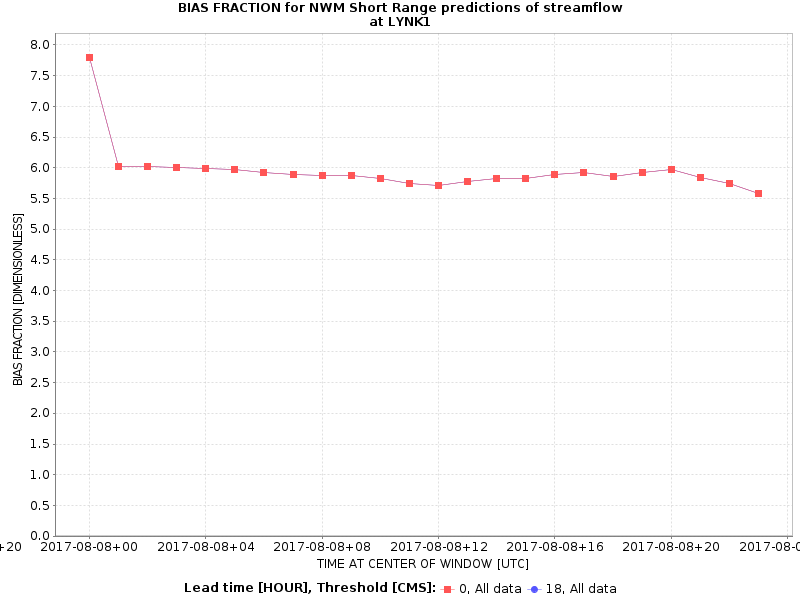 BIAS FRACTION for NWM Short Range predictions of streamflow
at LYNK1
8.0
7.5
7.0
6.5
6.0
5.5
5.0
4.5
4.0
3.5
3.0
2.5
2.0
1.5
1.0
0.5
0.0
BIAS FRACTION [DIMENSIONLESS]
+20 2017-08-08+00 2017-08-08+04 2017-08-08+08 2017-08-08+12 2017-08-08+16 2017-08-08+20 2017-08-0
TIME AT CENTER OF WINDOW [UTC]
Lead time [HOUR], Threshold [CMS]: 0, All data 18, All data